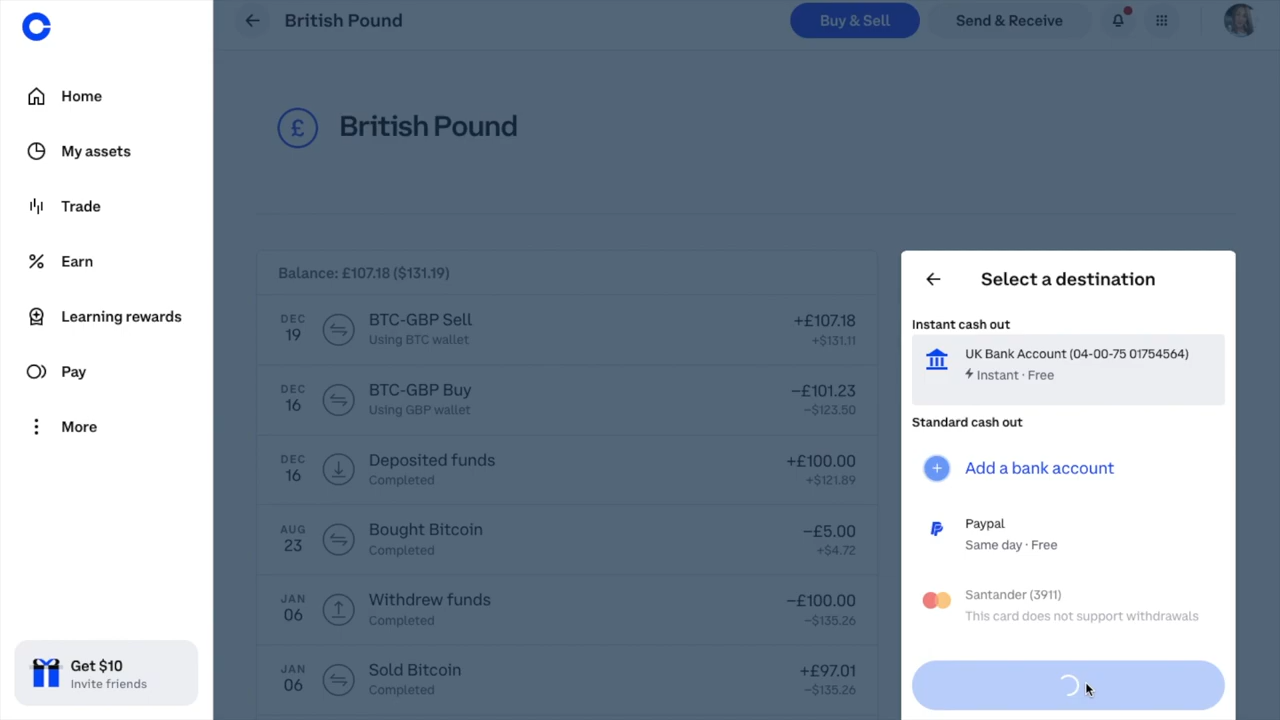 British Pound
Buy & Sell
Send & Receive
Home
My assets
Trade
Earn
Learning rewards
Pay
More
Get $10
Invite friends
£
British Pound
Balance: £107.18 ($131.19)
DEC
19
BTC-GBP Sell
Using BTC wallet
+£107.18
+$131.11
DEC
16
BTC-GBP Buy
Using GBP wallet
−£101.23
−$123.50
DEC
16
Deposited funds
Completed
+£100.00
+$121.89
AUG
23
Bought Bitcoin
Completed
−£5.00
+$4.72
JAN
06
Withdrew funds
Completed
−£100.00
−$135.26
JAN
06
Sold Bitcoin
Completed
+£97.01
−$135.26
Select a destination
Instant cash out
UK Bank Account (04-00-75 01754564)
Instant · Free
Standard cash out
Add a bank account
Paypal
Same day · Free
Santander (3911)
This card does not support withdrawals